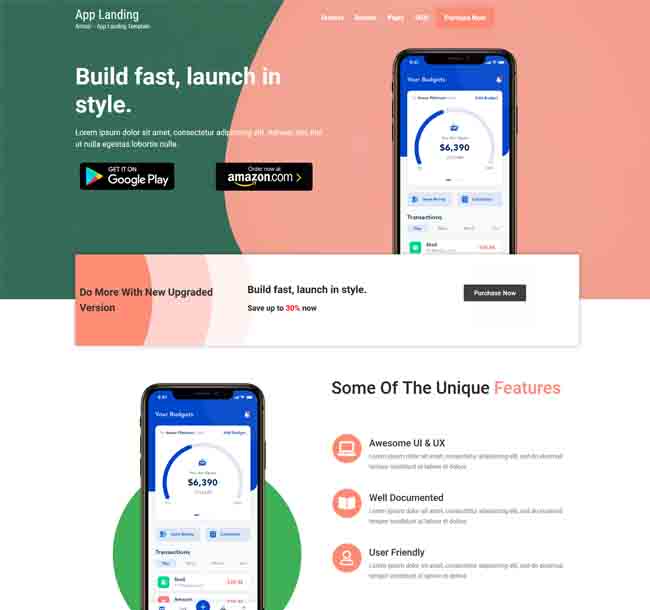 App Landing
App Landing Template
Pages
FAQ
Purchase Now
Build fast, launch in
style.
Lorem ipsum dolor sit amet, consectetur adipiscing elit,
ut nulla egestas lobortis nulla.
GET IT ON
Google Play
Order now at
amazon.com
Your Budgets
Edit Budget
$6,390
Transactions
Do More With New Upgraded
Version
Build fast, launch in style.
Save up to 30% now
Purchase Now
Your Budgets
Edit Budget
$6,390
Transactions
Some Of The Unique Features
Awesome UI & UX
Lorem ipsum dolor sit amet, consectetur adipiscing elit, sed do eiusmod
tempor incididunt ut labore et dolore
Well Documented
Lorem ipsum dolor sit amet, consectetur adipiscing elit, sed do eiusmod
tempor incididunt ut labore et dolore
User Friendly
Lorem ipsum dolor sit amet, consectetur adipiscing elit, sed do eiusmod
tempor incididunt ut labore et dolore